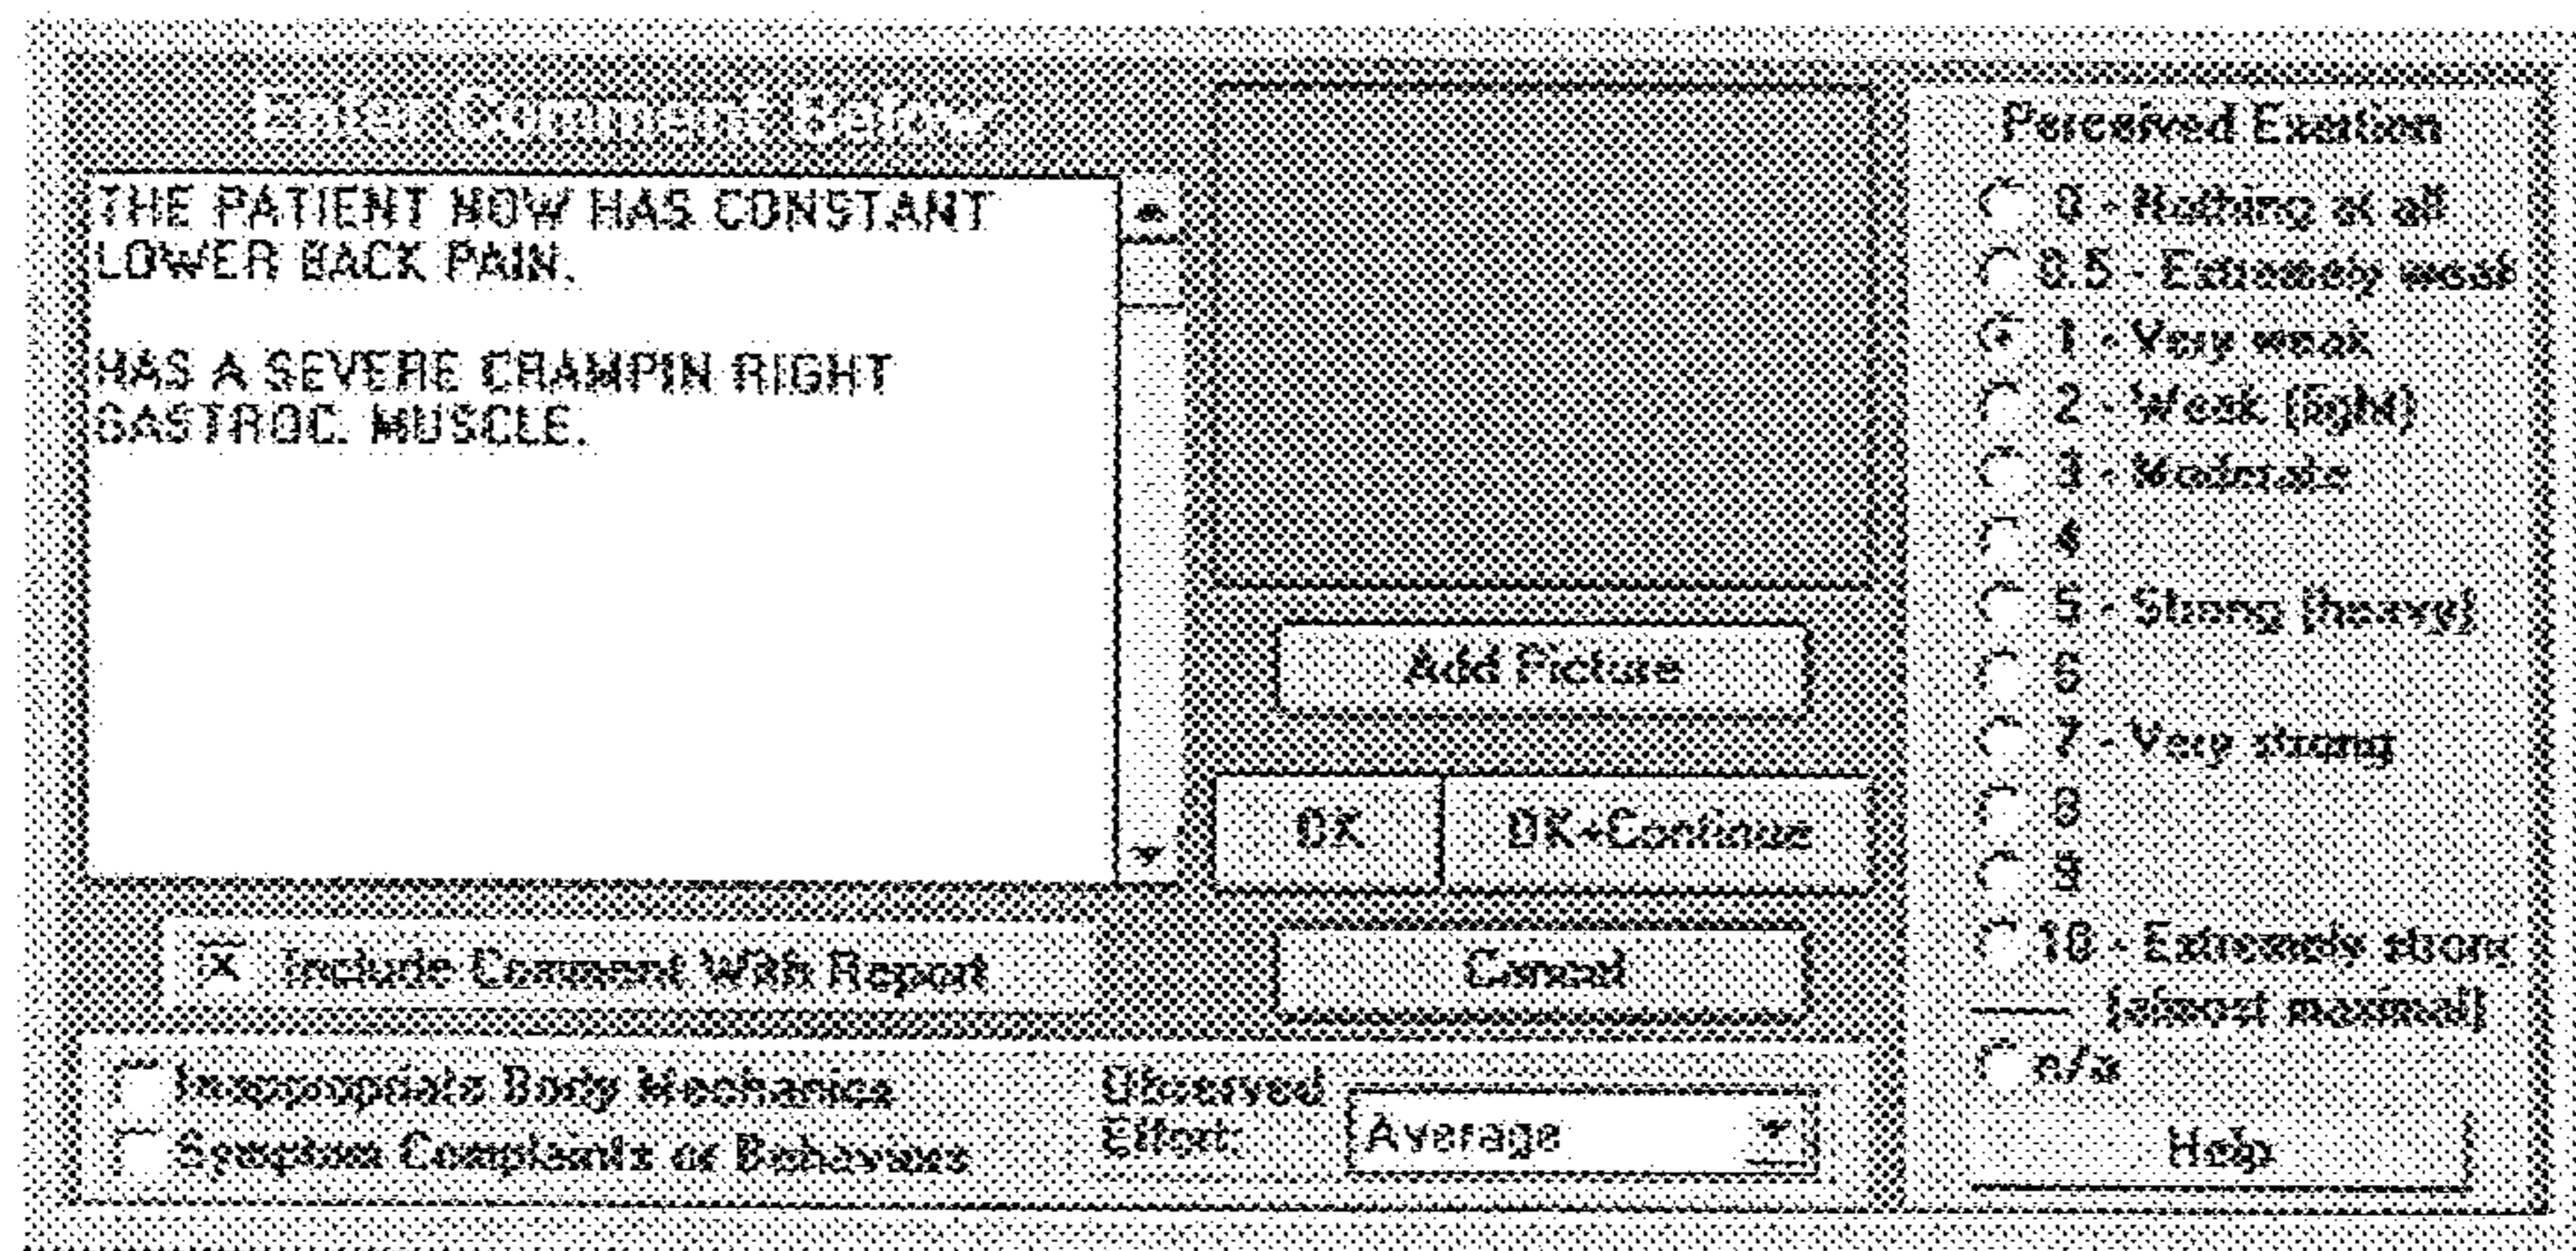 Enter Comment Below:
THE PATIENT NOW HAS CONSTANT
LOWER BACK PAIN.
HAS A SEVERE CRAMPIN RIGHT
GASTROC. MUSCLE.
Include Comment With Report
Inappropriate Body Mechanics
Symptom Complaints or Behaviors
Observed
Effort:
Average
Add Picture
OK
OK+Continue
Cancel
Perceived Exertion
0 - Nothing at all
0.5 - Extremely weak
1 - Very weak
2 - Weak (light)
3 - Moderate
4
5 - Strong (heavy)
6
7 - Very strong
8
9
10 - Extremely strong
(almost maximal)
n/a
Help